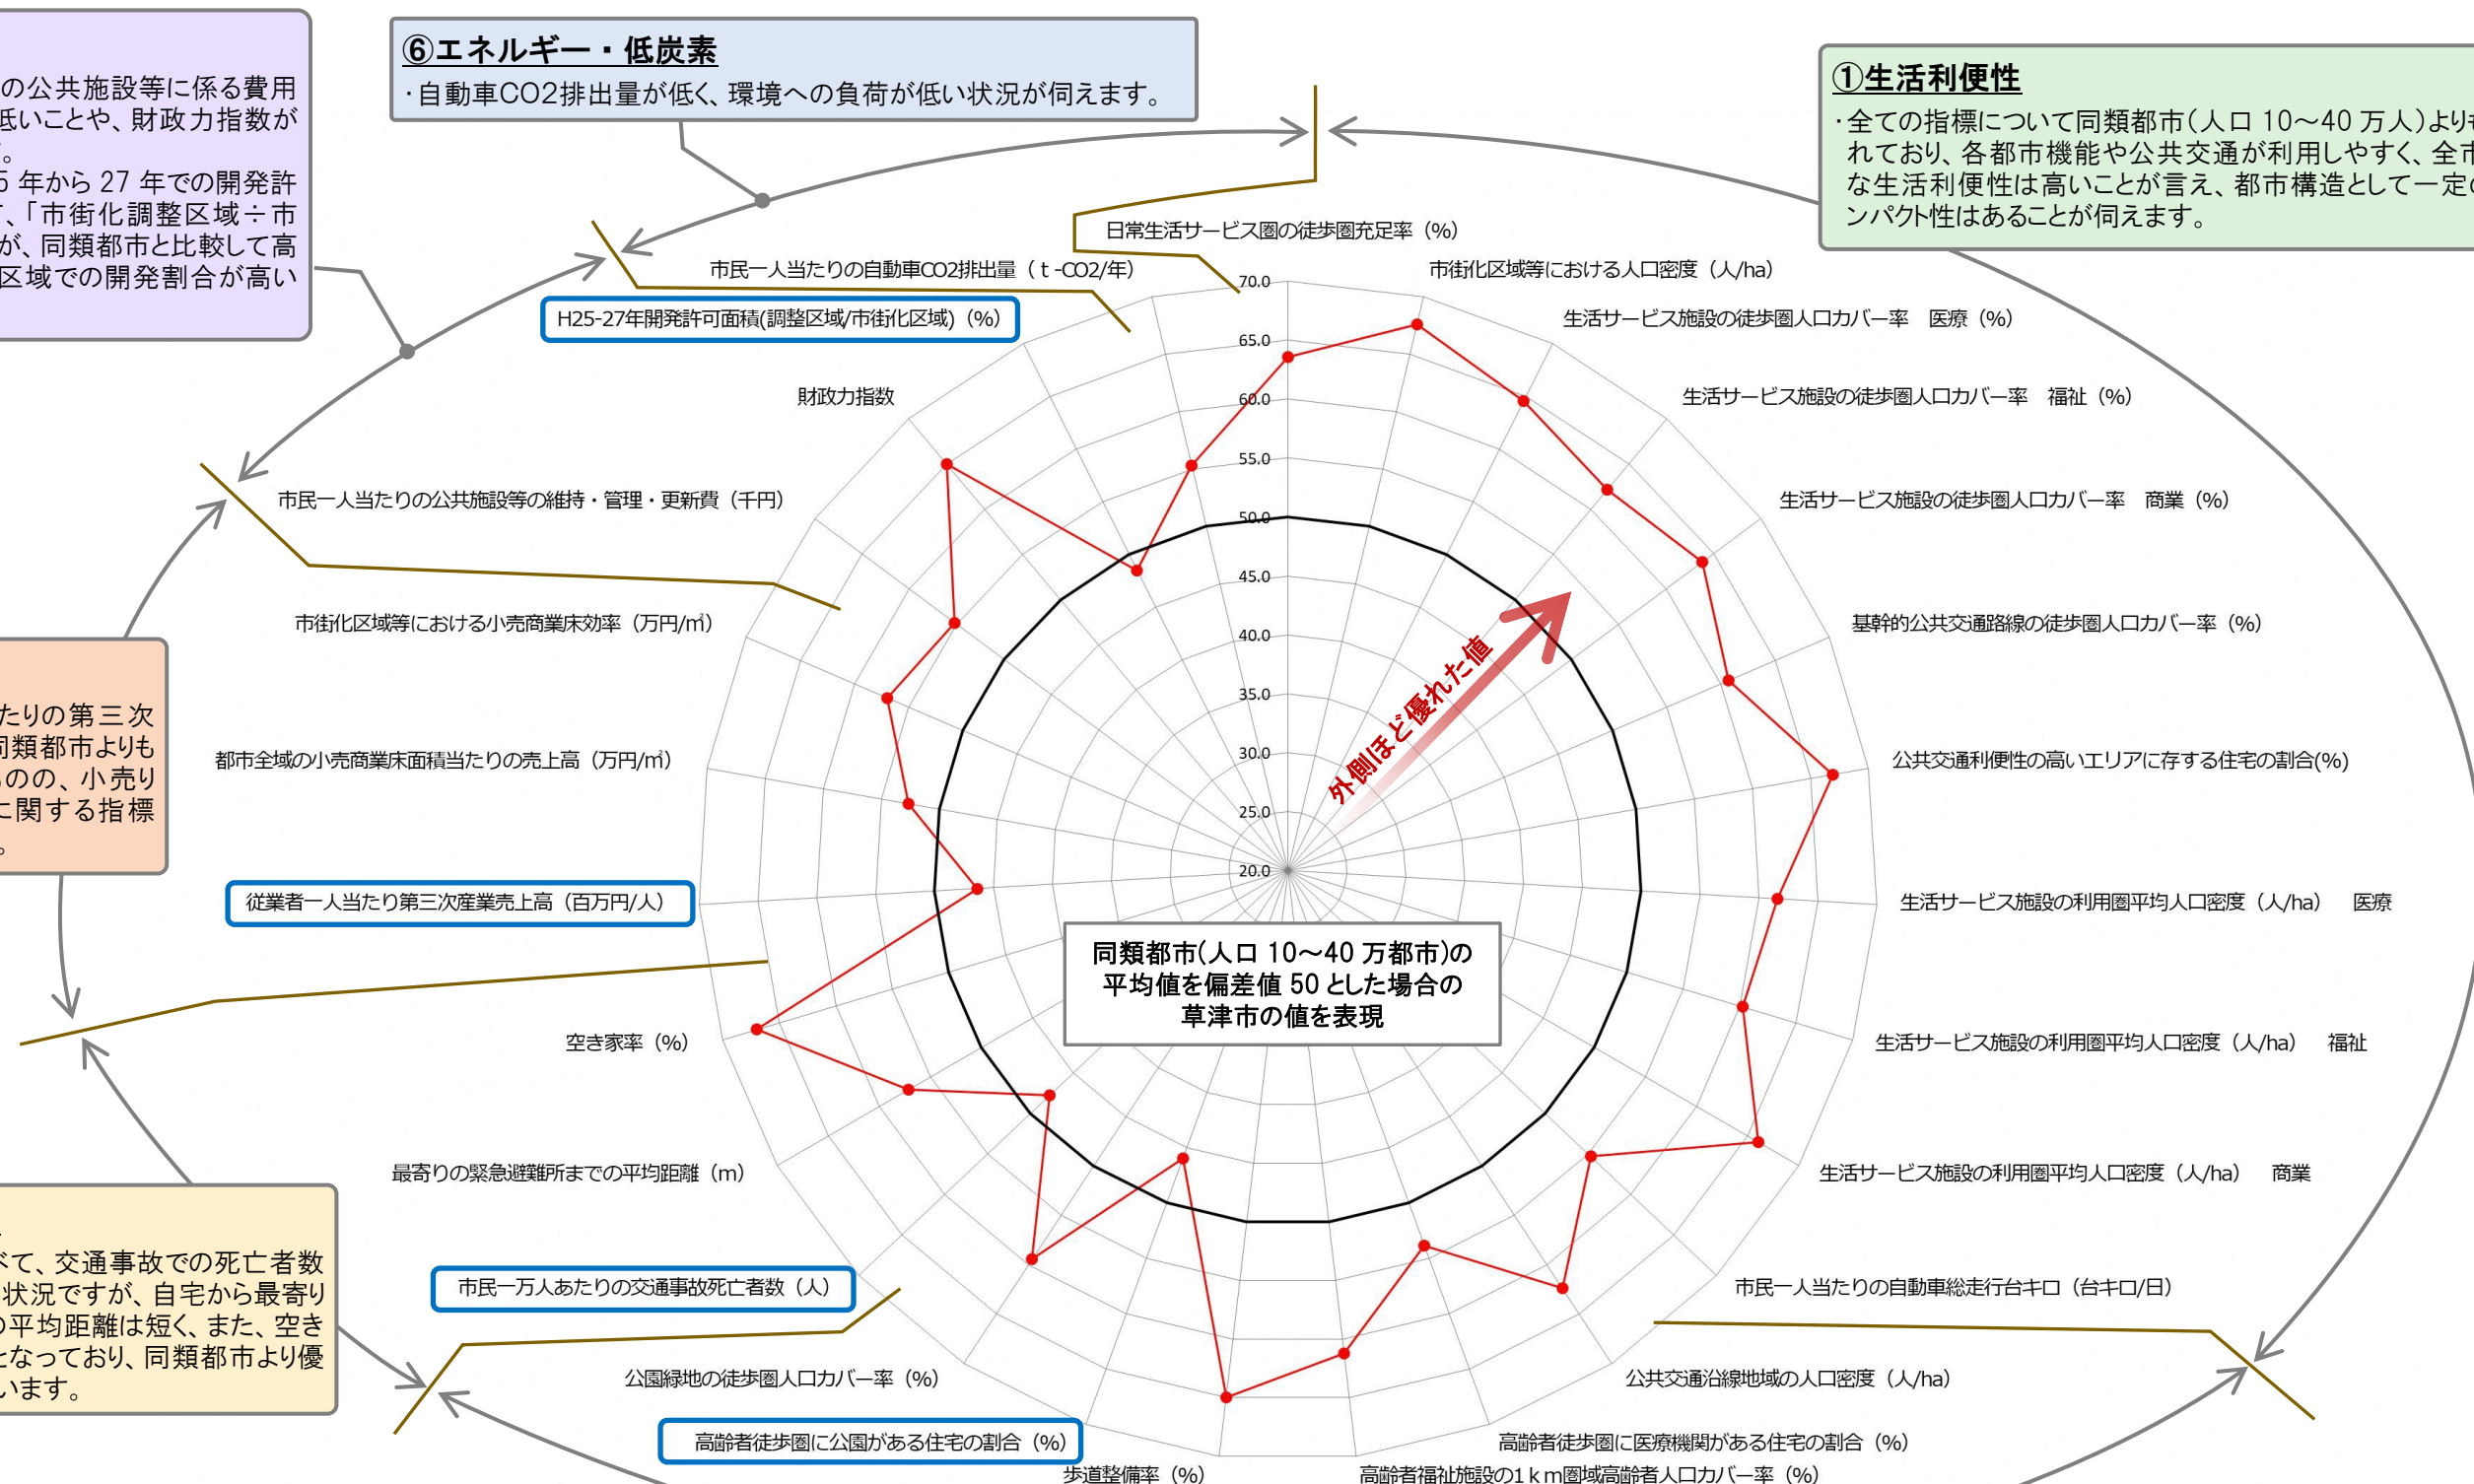 の公共施設等に係る費用
低いことや、財政力指数が
す。
5 年から 27 年での開発許
て、「市街化調整区域÷市
が、同類都市と比較して高
区域での開発割合が高い
⑥エネルギー・低炭素
・自動車CO2排出量が低く、環境への負荷が低い状況が伺えます。
①生活利便性
・全ての指標について同類都市（人口 10～40 万人）よりも
れており、各都市機能や公共交通が利用しやすく、全市
な生活利便性は高いことが言え、都市構造として一定の
ンパクト性はあることが伺えます。
日常生活サービス圏の徒歩圏充足率（%）
市街化区域等における人口密度（人/ha）
生活サービス施設の徒歩圏人口カバー率　医療（%）
生活サービス施設の徒歩圏人口カバー率　福祉（%）
生活サービス施設の徒歩圏人口カバー率　商業（%）
基幹的公共交通路線の徒歩圏人口カバー率（%）
公共交通利便性の高いエリアに存する住宅の割合(%)
生活サービス施設の利用圏平均人口密度（人/ha）　医療
生活サービス施設の利用圏平均人口密度（人/ha）　福祉
生活サービス施設の利用圏平均人口密度（人/ha）　商業
市民一人当たりの自動車総走行台キロ（台キロ/日）
公共交通沿線地域の人口密度（人/ha）
高齢者徒歩圏に医療機関がある住宅の割合（%）
高齢者福祉施設の1ｋｍ圏域高齢者人口カバー率（%）
歩道整備率（%）
高齢者徒歩圏に公園がある住宅の割合（%）
公園緑地の徒歩圏人口カバー率（%）
市民一万人あたりの交通事故死亡者数（人）
最寄りの緊急避難所までの平均距離（m）
空き家率（%）
従業者一人当たり第三次産業売上高（百万円/人）
都市全域の小売商業床面積当たりの売上高（万円/㎡）
市街化区域等における小売商業床効率（万円/㎡）
市民一人当たりの公共施設等の維持・管理・更新費（千円）
財政力指数
H25-27年開発許可面積(調整区域/市街化区域)（%）
市民一人当たりの自動車CO2排出量（ｔ-CO2/年）
70.0
65.0
60.0
55.0
50.0
45.0
40.0
35.0
30.0
25.0
20.0
外側ほど優れた値
同類都市(人口 10～40 万都市)の
平均値を偏差値 50 とした場合の
草津市の値を表現
たりの第三次
同類都市よりも
ものの、小売り
に関する指標
。
べて、交通事故での死亡者数
状況ですが、自宅から最寄り
の平均距離は短く、また、空き
となっており、同類都市より優
います。